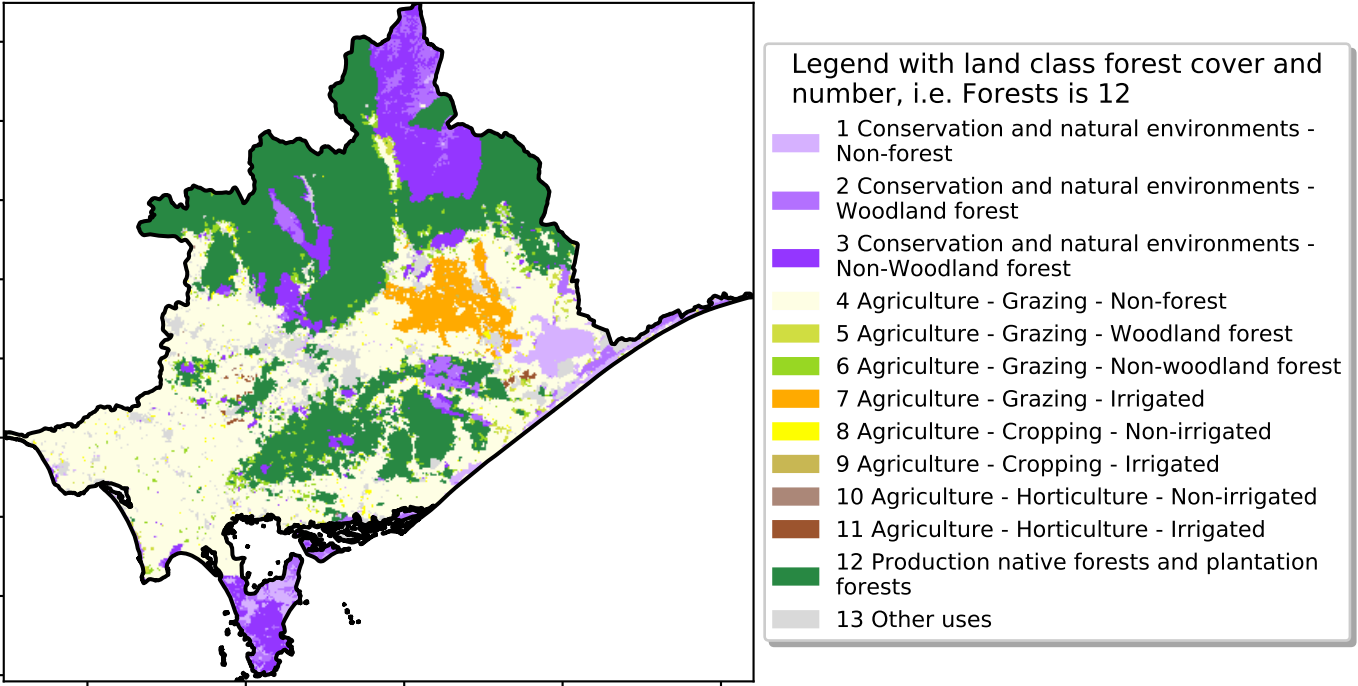 Legend with land class forest cover and
number, i.e. Forests is 12
1 Conservation and natural environments -
Non-forest
2 Conservation and natural environments -
Woodland forest
3 Conservation and natural environments -
Non-Woodland forest
4 Agriculture - Grazing - Non-forest
5 Agriculture - Grazing - Woodland forest
6 Agriculture - Grazing - Non-woodland forest
7 Agriculture - Grazing - Irrigated
8 Agriculture - Cropping - Non-irrigated
9 Agriculture - Cropping - Irrigated
10 Agriculture - Horticulture - Non-irrigated
11 Agriculture - Horticulture - Irrigated
12 Production native forests and plantation
forests
13 Other uses